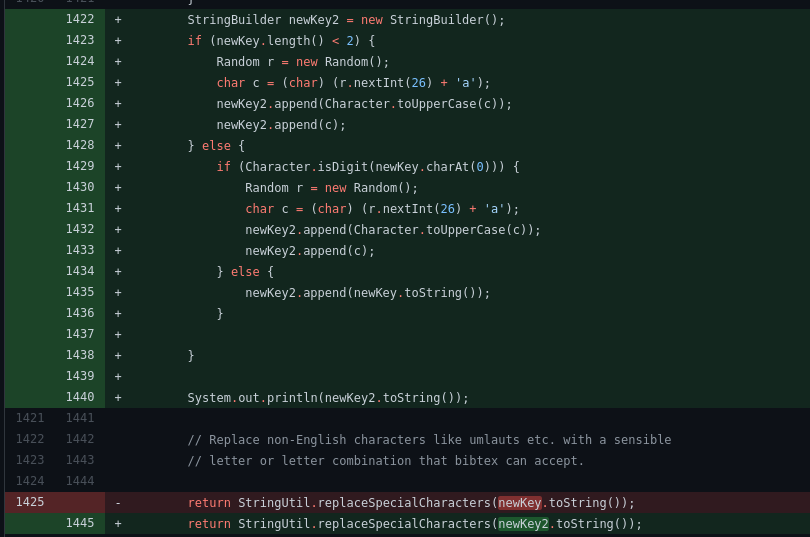 1422 + StringBuilder newKey2 = new StringBuilder();
1423 + if (newKey.length() < 2) {
1424 + Random r = new Random();
1425 + char c = (char) (r.nextInt(26) + 'a');
1426 + newKey2.append(Character.toUpperCase(c));
1427 + newKey2.append(c);
1428 + } else {
1429 + if (Character.isDigit(newKey.charAt(0))) {
1430 + Random r = new Random();
1431 + char c = (char) (r.nextInt(26) + 'a');
1432 + newKey2.append(Character.toUpperCase(c));
1433 + newKey2.append(c);
1434 + } else {
1435 + newKey2.append(newKey.toString());
1436 + }
1437 +
1438 + }
1439 +
1440 + System.out.println(newKey2.toString());
1421 1441
1422 1442 // Replace non-English characters like umlauts etc. with a sensible
1423 1443 // letter or letter combination that bibtex can accept.
1424 1444
1425 - return StringUtil.replaceSpecialCharacters(newKey.toString());
1445 + return StringUtil.replaceSpecialCharacters(newKey2.toString());